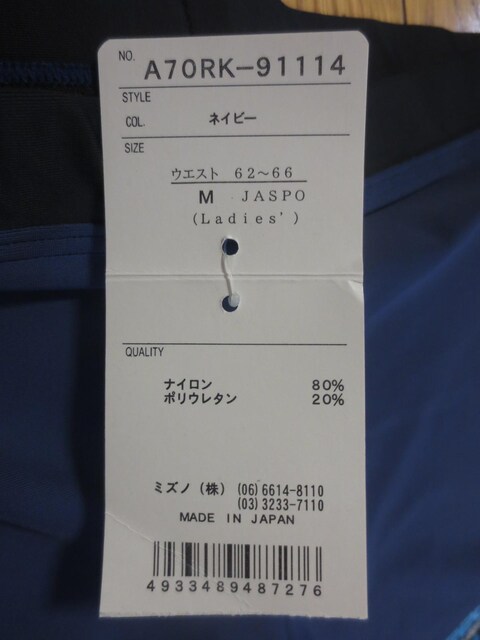 NO. A70RK-91114
STYLE
COL. ネイビー
SIZE
ウエスト 62~66
M JASPO
(Ladies')
QUALITY
ナイロン 80%
ポリウレタン 20%
ミズノ(株) (06)6614-8110
(03)3233-7110
MADE IN JAPAN
4933489487276